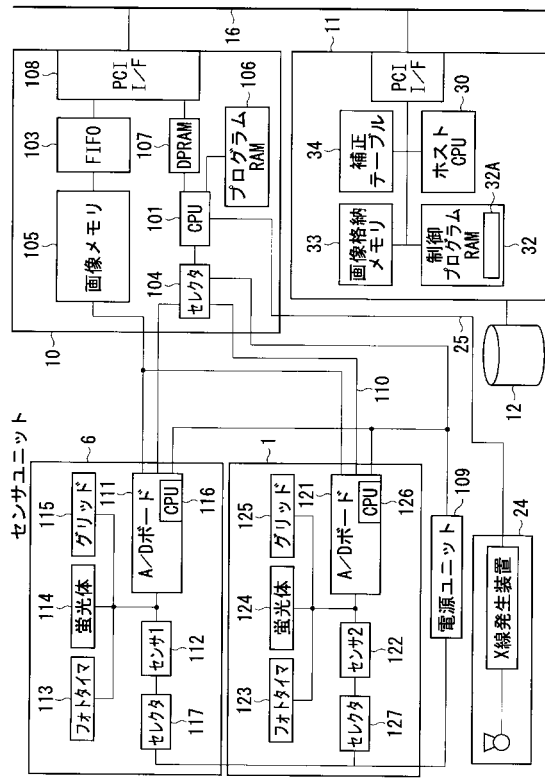 センサユニット
6
フォトタイマ
113
蛍光体
114
グリッド
115
A/Dボード
111
CPU
116
センサ1
112
セレクタ
117
1
フォトタイマ
123
蛍光体
124
グリッド
125
A/Dボード
121
CPU
126
センサ2
122
セレクタ
127
電源ユニット
109
X線発生装置
24
10
画像メモリ
105
FIFO
103
PCI
I/F
108
セレクタ
104
CPU
101
DPRAM
107
プログラム
RAM
106
110
25
16
11
画像格納
メモリ
33
補正
テーブル
34
PCI
I/F
制御
プログラム
RAM
32A
32
ホスト
CPU
30
12